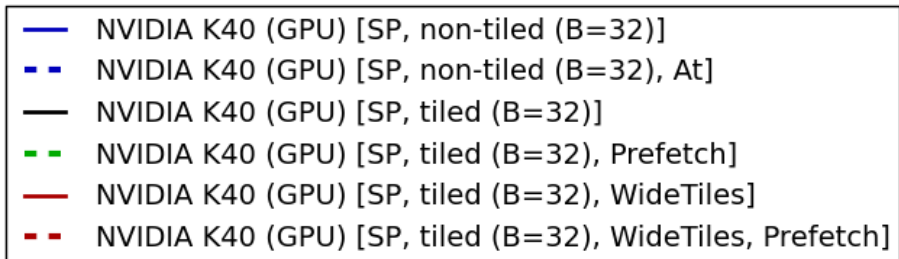 NVIDIA K40 (GPU) [SP, non-tiled (B=32)]
NVIDIA K40 (GPU) [SP, non-tiled (B=32), At]
NVIDIA K40 (GPU) [SP, tiled (B=32)]
NVIDIA K40 (GPU) [SP, tiled (B=32), Prefetch]
NVIDIA K40 (GPU) [SP, tiled (B=32), WideTiles]
NVIDIA K40 (GPU) [SP, tiled (B=32), WideTiles, Prefetch]